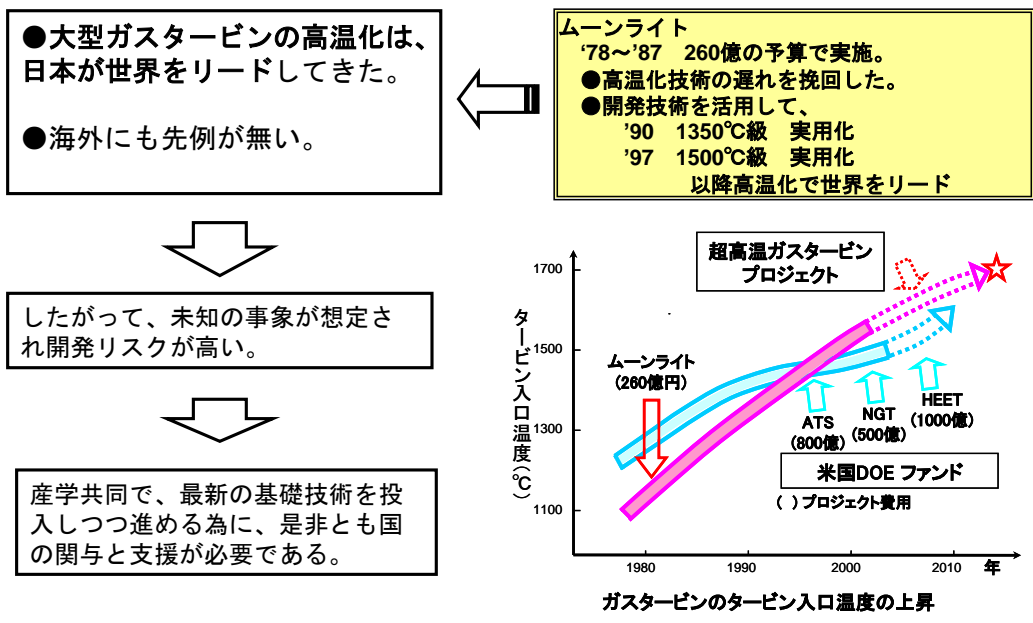 ●大型ガスタービンの高温化は、
日本が世界をリードしてきた。
●海外にも先例が無い。
ムーンライト
‘78～’87　260億の予算で実施。
●高温化技術の遅れを挽回した。
●開発技術を活用して、
’90　1350℃級　実用化
’97　1500℃級　実用化
以降高温化で世界をリード
したがって、未知の事象が想定さ
れ開発リスクが高い。
産学共同で、最新の基礎技術を投
入しつつ進める為に、是非とも国
の関与と支援が必要である。
超高温ガスタービン
プロジェクト
タービン入口温度(℃)
1700
1500
1300
1100
ムーンライト
(260億円)
ATS
(800億)
NGT
(500億)
HEET
(1000億)
米国DOE ファンド
( ) プロジェクト費用
1980
1990
2000
2010
年
ガスタービンのタービン入口温度の上昇